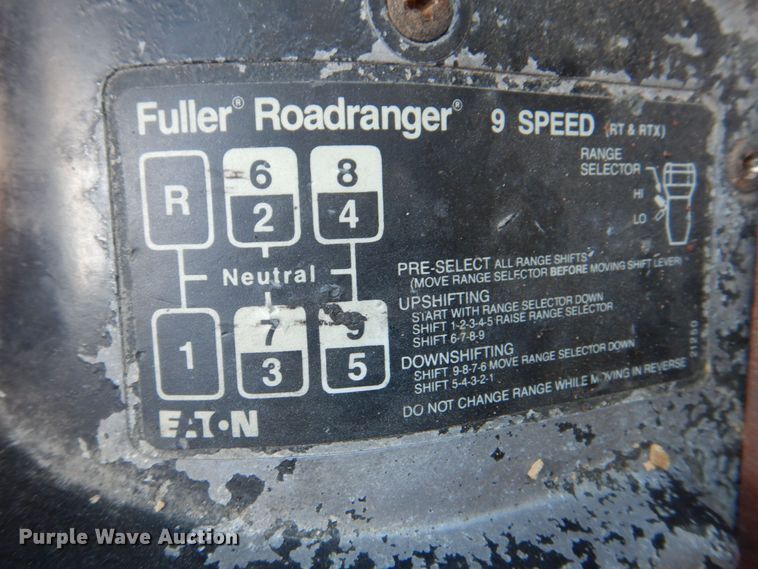 Fuller® Roadranger® 9 SPEED (RT & RTX)
RANGE
SELECTOR
HI
LO
R 6 8
2 4
Neutral
1 7 9
3 5
PRE-SELECT ALL RANGE SHIFTS
(MOVE RANGE SELECTOR BEFORE MOVING SHIFT LEVER)
UPSHIFTING
START WITH RANGE SELECTOR DOWN
SHIFT 1-2-3-4-5 RAISE RANGE SELECTOR
SHIFT 6-7-8-9
DOWNSHIFTING
SHIFT 9-8-7-6 MOVE RANGE SELECTOR DOWN
SHIFT 5-4-3-2-1
DO NOT CHANGE RANGE WHILE MOVING IN REVERSE
21250
EATON
Purple Wave Auction